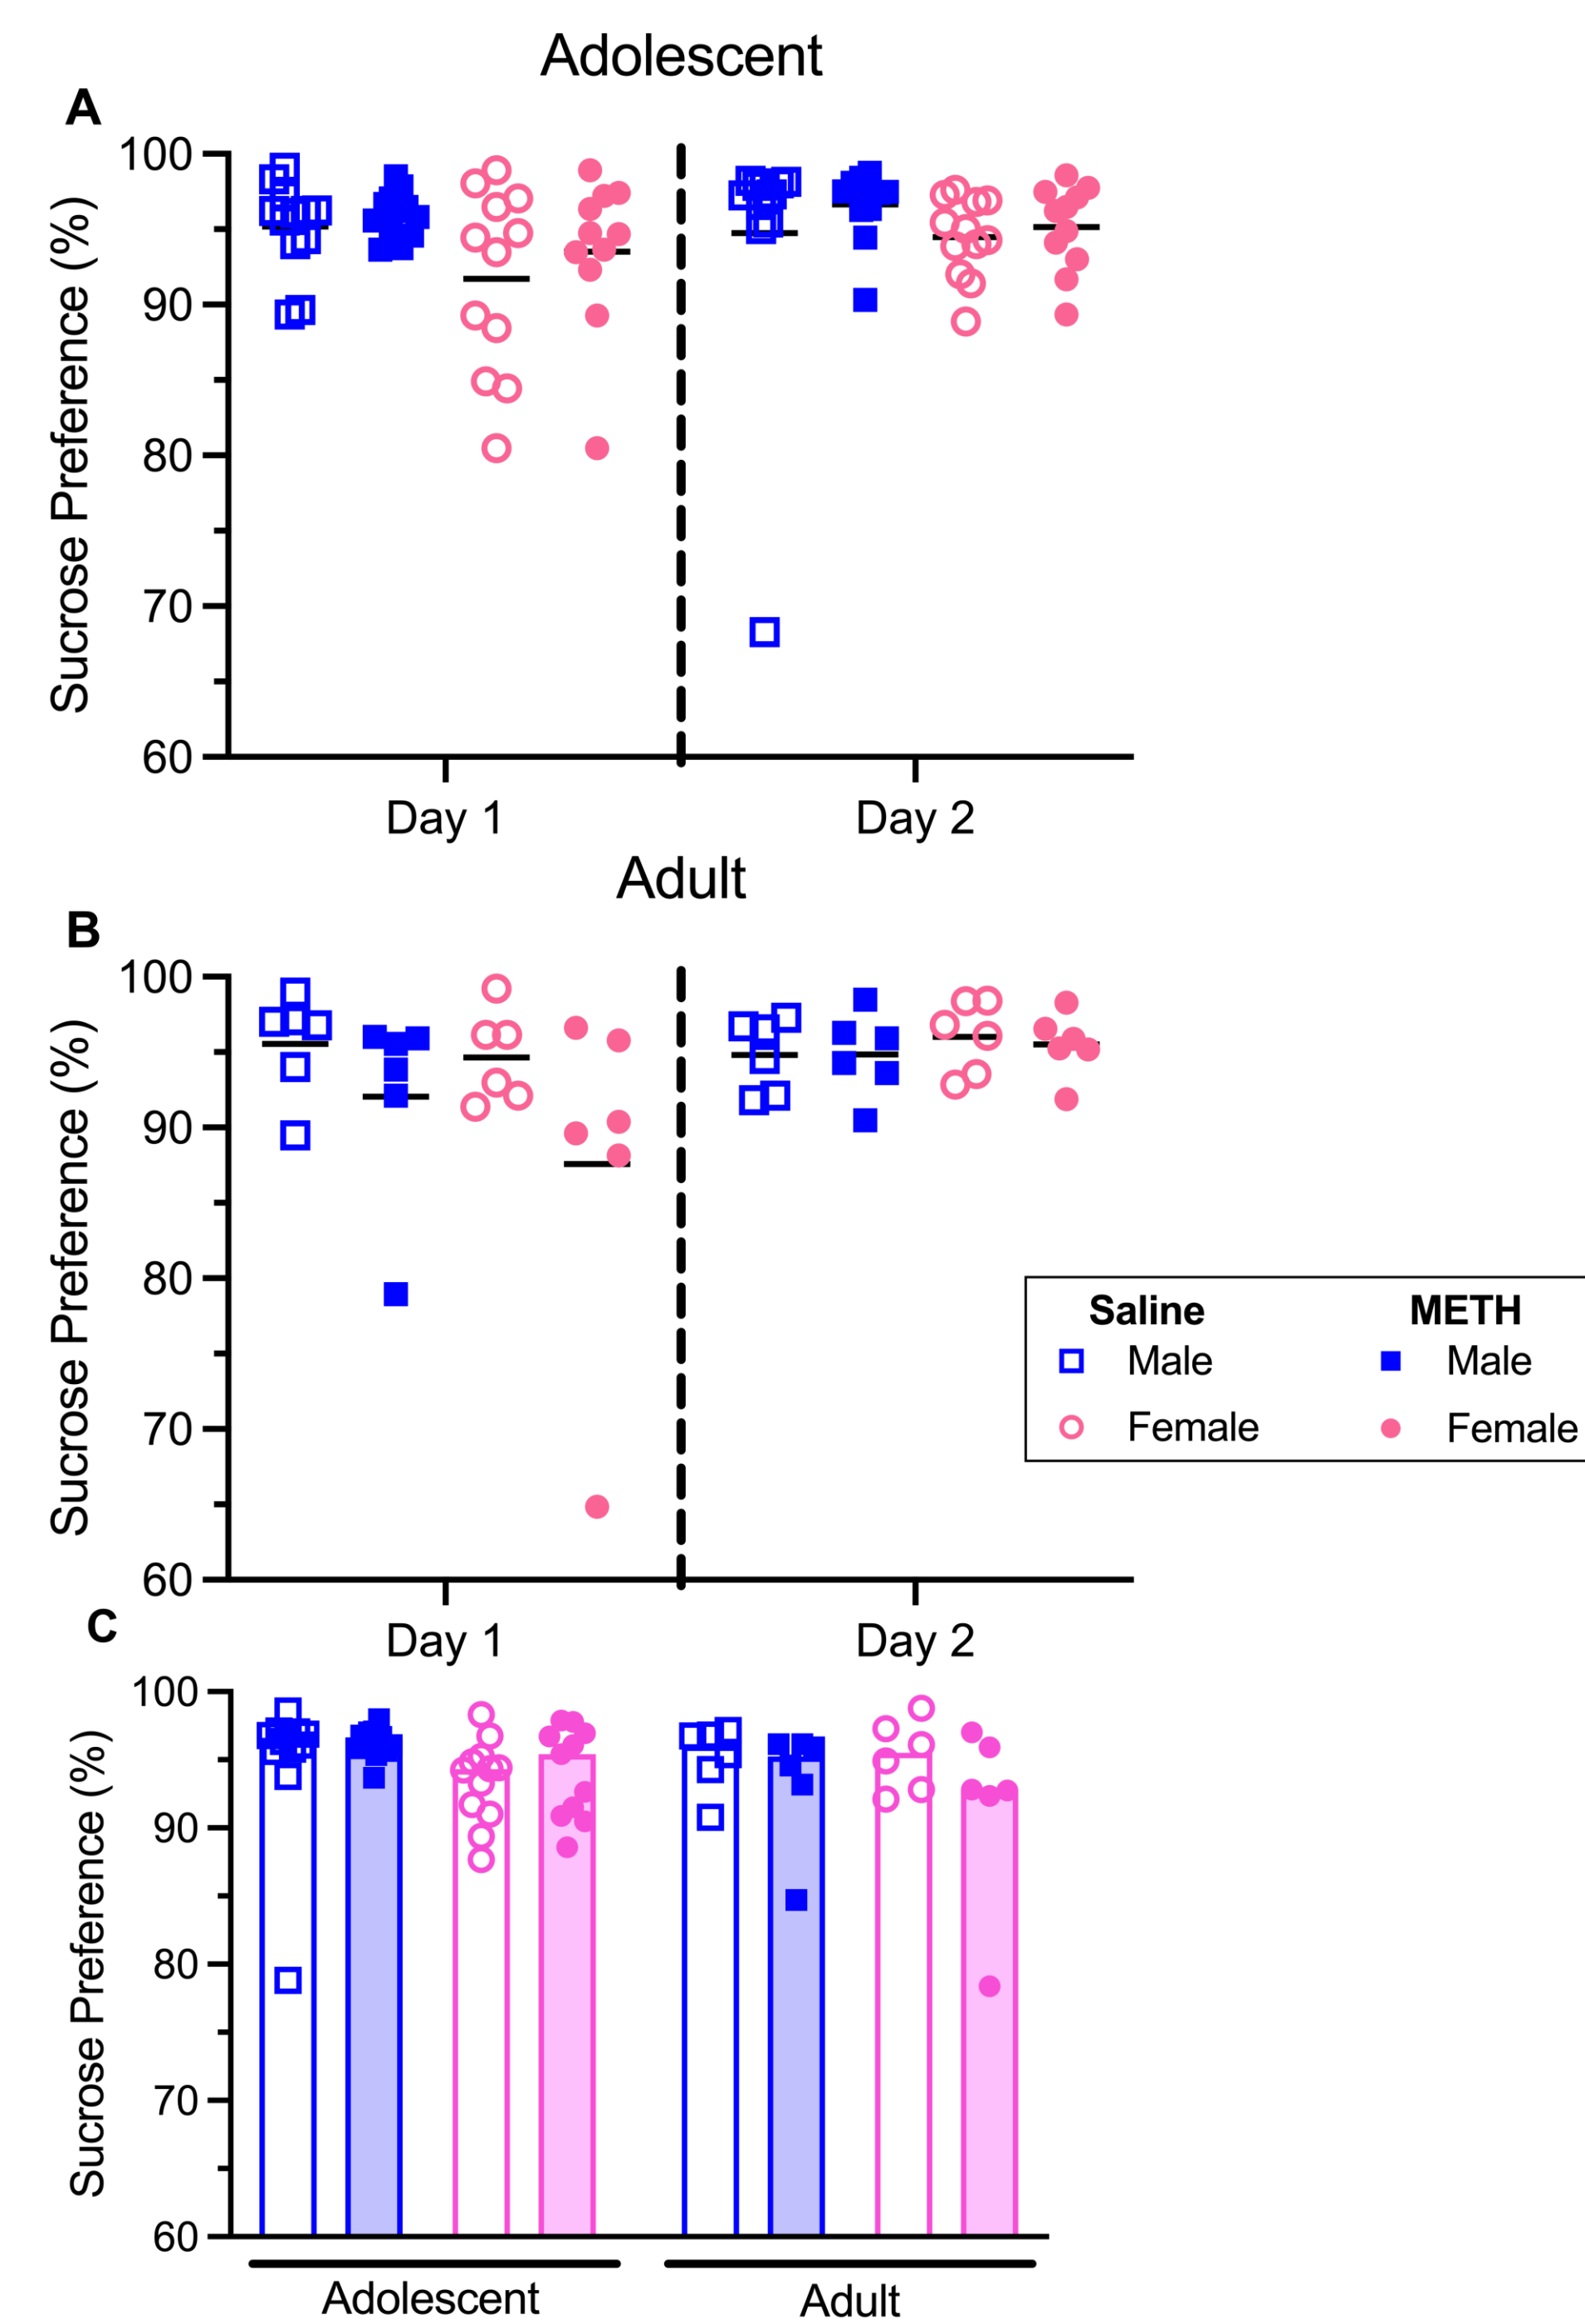 Adolescent
A
Sucrose Preference (%)
100
90
80
70
60
Day 1 Day 2
Adult
B
Sucrose Preference (%)
100
90
80
70
60
Day 1 Day 2
Saline METH
Male Male
Female Female
C
Sucrose Preference (%)
100
90
80
70
60
Adolescent Adult